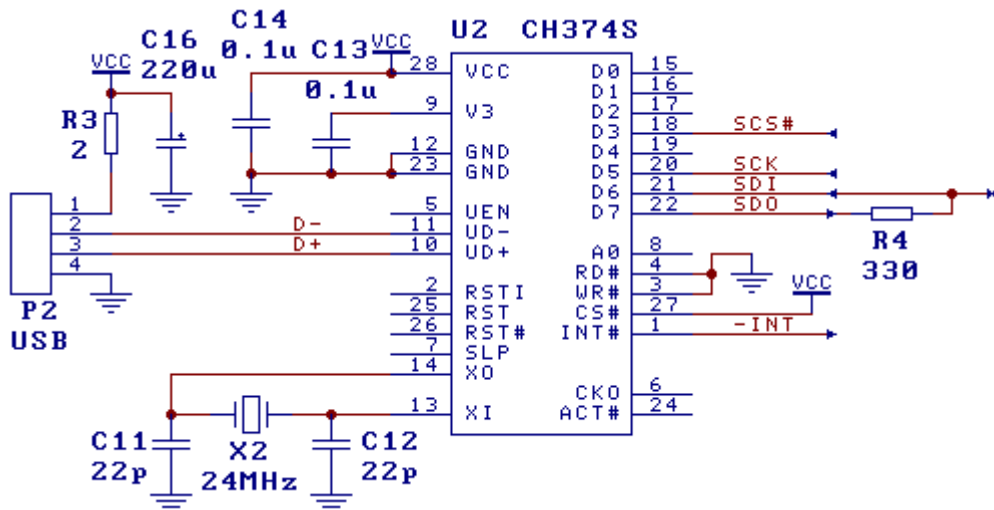 C14
0.1u
C13
0.1u
VCC
U2 CH374S
C16
220u
VCC
R3
2
28 VCC
9 V3
12 GND
23 GND
5 UEN
11 UD-
10 UD+
2 RSTI
25 RST
26 RST#
7 SLP
14 XO
13 XI
D0 15
D1 16
D2 17
D3 18 SCS#
D4 19
D5 20 SCK
D6 21 SDI
D7 22 SDO
A0 8
RD# 4
WR# 3
CS# 27
INT# 1 -INT
CKO 6
ACT# 24
R4
330
VCC
1
2 D-
3 D+
4
P2
USB
C11
22p
X2
24MHz
C12
22p